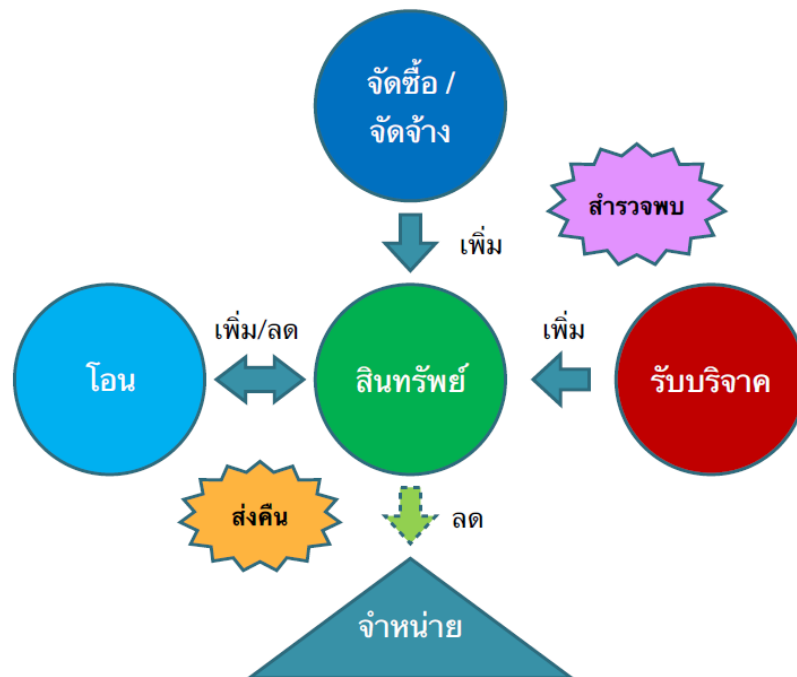 จัดซื้อ /
จัดจ้าง
สำรวจพบ
เพิ่ม
เพิ่ม/ลด
เพิ่ม
โอน
สินทรัพย์
รับบริจาค
ส่งคืน
ลด
จำหน่าย